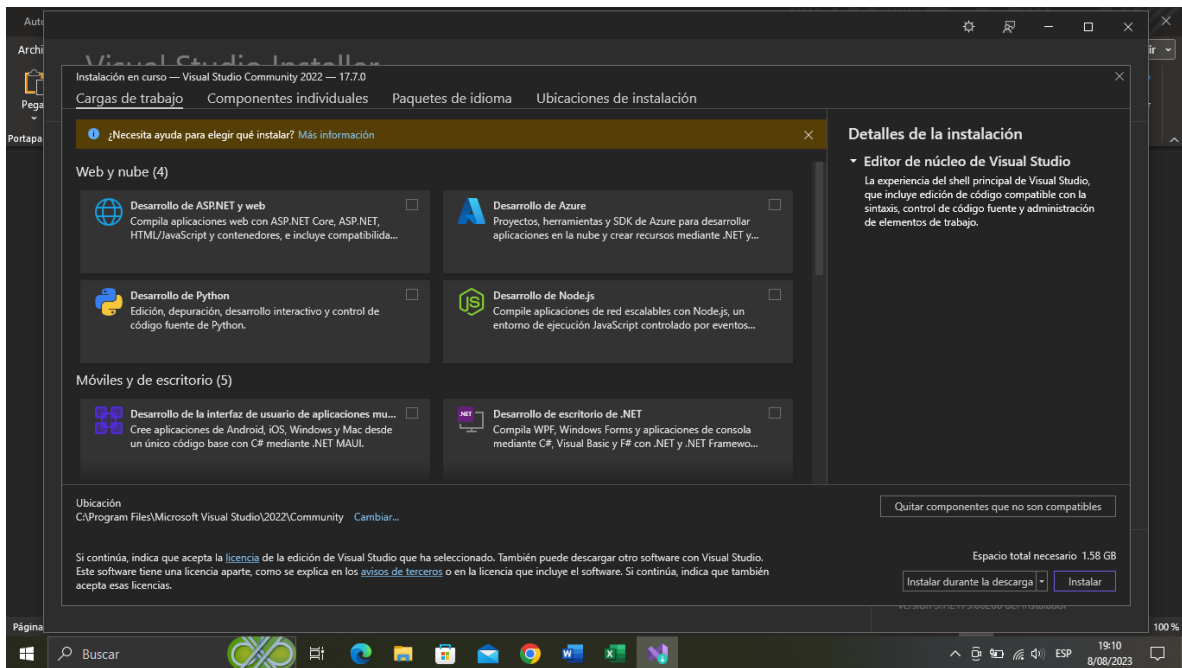 Auto
Archi
Pega
Portapa
Visual Studio Installer
ir
Instalación en curso — Visual Studio Community 2022 — 17.7.0
Cargas de trabajo Componentes individuales Paquetes de idioma Ubicaciones de instalación
¿Necesita ayuda para elegir qué instalar? Más información
Web y nube (4)
Desarrollo de ASP.NET y web
Compila aplicaciones web con ASP.NET Core, ASP.NET,
HTML/JavaScript y contenedores, e incluye compatibilida...
Desarrollo de Azure
Proyectos, herramientas y SDK de Azure para desarrollar
aplicaciones en la nube y crear recursos mediante .NET y...
Desarrollo de Python
Edición, depuración, desarrollo interactivo y control de
código fuente de Python.
Desarrollo de Node.js
Compile aplicaciones de red escalables con Node.js, un
entorno de ejecución JavaScript controlado por eventos...
Móviles y de escritorio (5)
Desarrollo de la interfaz de usuario de aplicaciones mu...
Cree aplicaciones de Android, iOS, Windows y Mac desde
un único código base con C# mediante .NET MAUI.
Desarrollo de escritorio de .NET
Compila WPF, Windows Forms y aplicaciones de consola
mediante C#, Visual Basic y F# con .NET y .NET Framewo...
Detalles de la instalación
Editor de núcleo de Visual Studio
La experiencia del shell principal de Visual Studio,
que incluye edición de código compatible con la
sintaxis, control de código fuente y administración
de elementos de trabajo.
Ubicación
C:\Program Files\Microsoft Visual Studio\2022\Community Cambiar...
Quitar componentes que no son compatibles
Si continúa, indica que acepta la licencia de la edición de Visual Studio que ha seleccionado. También puede descargar otro software con Visual Studio.
Este software tiene una licencia aparte, como se explica en los avisos de terceros o en la licencia que incluye el software. Si continúa, indica que también
acepta esas licencias.
Espacio total necesario 1.58 GB
Instalar durante la descarga Instalar
Página
100 %
Buscar
ESP
19:10
8/08/2023